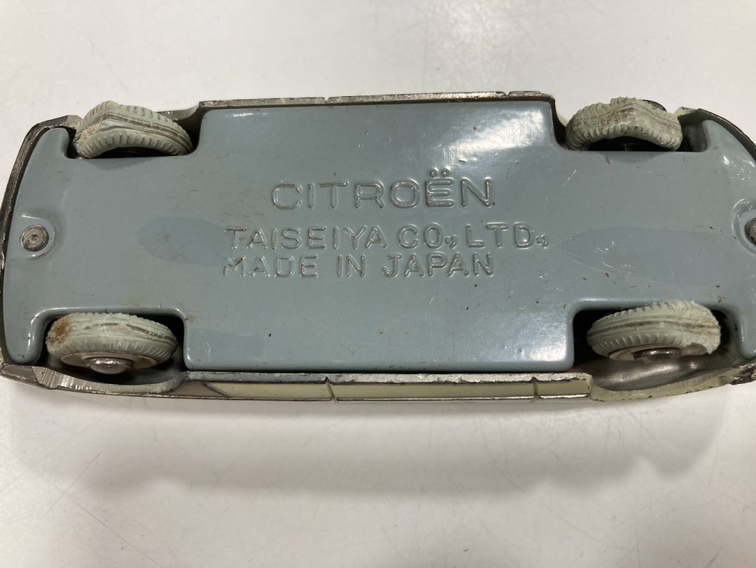 CITROËN
TAISEIYA CO., LTD.,
MADE IN JAPAN